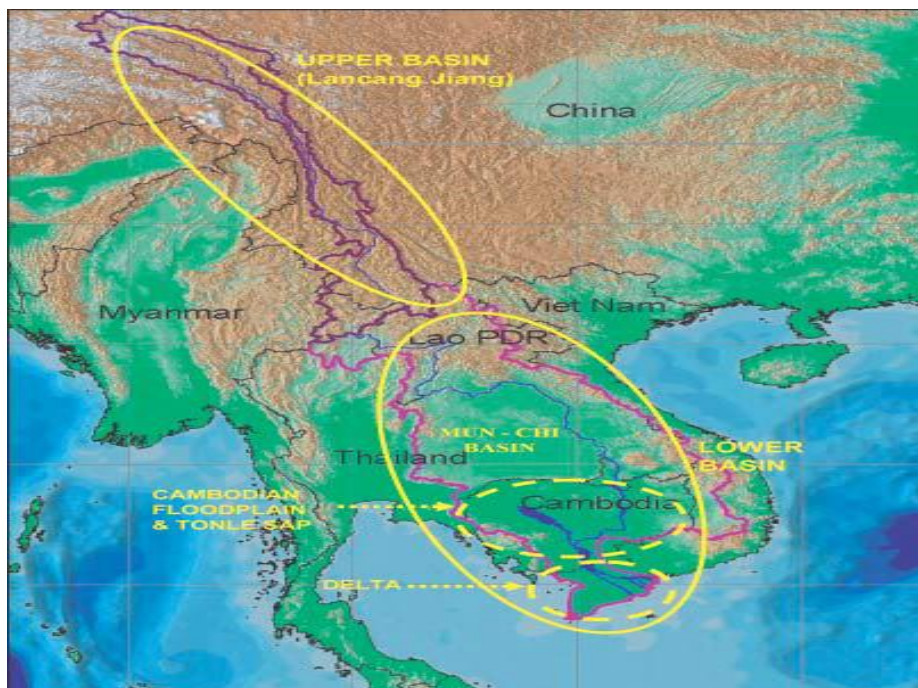 UPPER BASIN
(Lancang Jiang)
China
Myanmar
Viet Nam
Lao PDR
MUN - CHI
BASIN
Thailand
LOWER
BASIN
CAMBODIAN
FLOODPLAIN
& TONLE SAP
Cambodia
DELTA